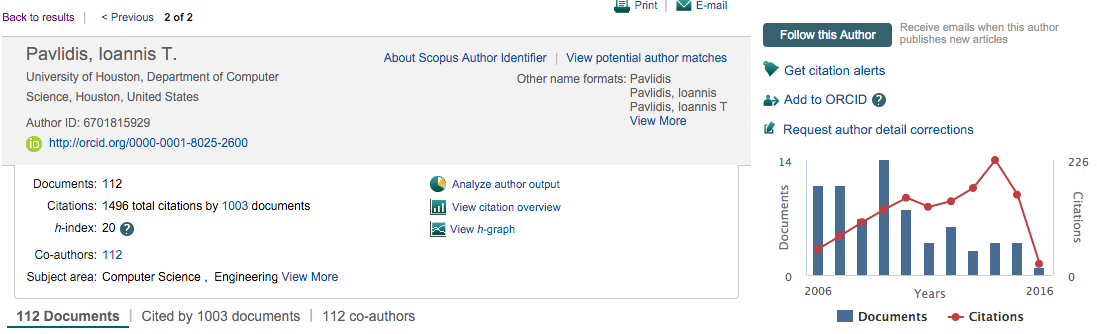 Back to results | < Previous 2 of 2
Print | E-mail
Pavlidis, Ioannis T.
University of Houston, Department of Computer
Science, Houston, United States
Author ID: 6701815929
iD http://orcid.org/0000-0001-8025-2600
About Scopus Author Identifier | View potential author matches
Other name formats: Pavlidis
Pavlidis, Ioannis
Pavlidis, Ioannis T
View More
Documents: 112
Citations: 1496 total citations by 1003 documents
h-index: 20 ?
Co-authors: 112
Subject area: Computer Science , Engineering View More
Analyze author output
View citation overview
View h-graph
112 Documents | Cited by 1003 documents | 112 co-authors
Follow this Author
Receive emails when this author
publishes new articles
Get citation alerts
Add to ORCID ?
Request author detail corrections
14
226
Documents
Citations
0
0
2006
Years
2016
Documents
Citations